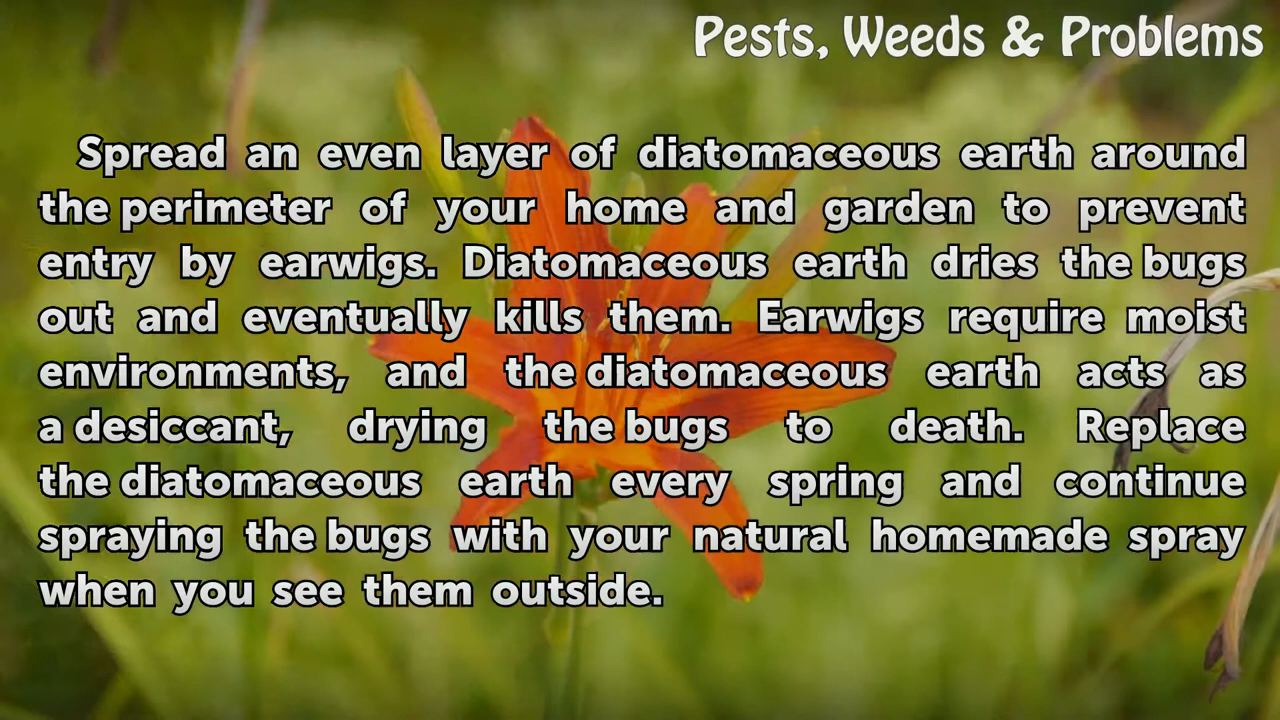 Pests, Weeds & Problems
Spread an even layer of diatomaceous earth around
the perimeter of your home and garden to prevent
entry by earwigs. Diatomaceous earth dries the bugs
out and eventually kills them. Earwigs require moist
environments, and the diatomaceous earth acts as
a desiccant, drying the bugs to death. Replace
the diatomaceous earth every spring and continue
spraying the bugs with your natural homemade spray
when you see them outside.